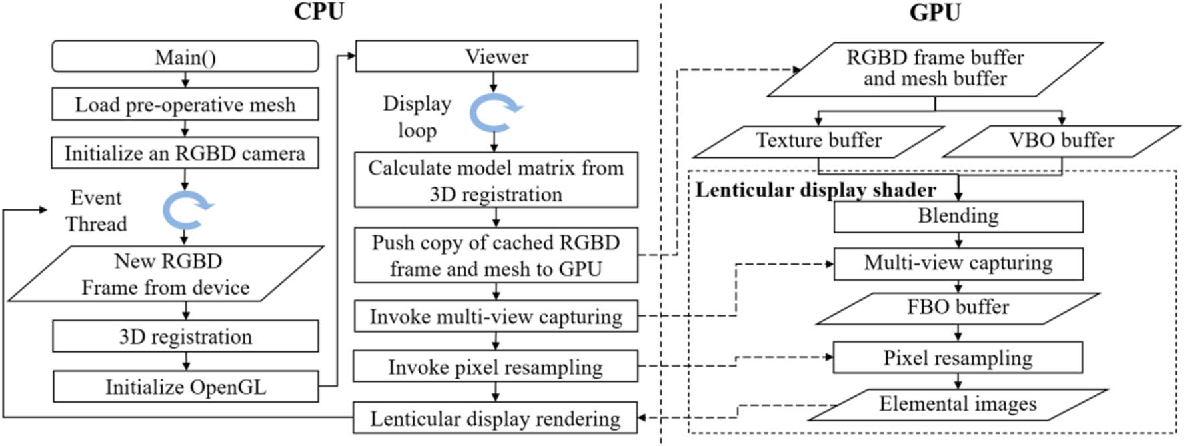 CPU
Main()
Load pre-operative mesh
Initialize an RGBD camera
Event
Thread
New RGBD
Frame from device
3D registration
Initialize OpenGL
Viewer
Display
loop
Calculate model matrix from
3D registration
Push copy of cached RGBD
frame and mesh to GPU
Invoke multi-view capturing
Invoke pixel resampling
Lenticular display rendering
GPU
RGBD frame buffer
and mesh buffer
Texture buffer
VBO buffer
Lenticular display shader
Blending
Multi-view capturing
FBO buffer
Pixel resampling
Elemental images